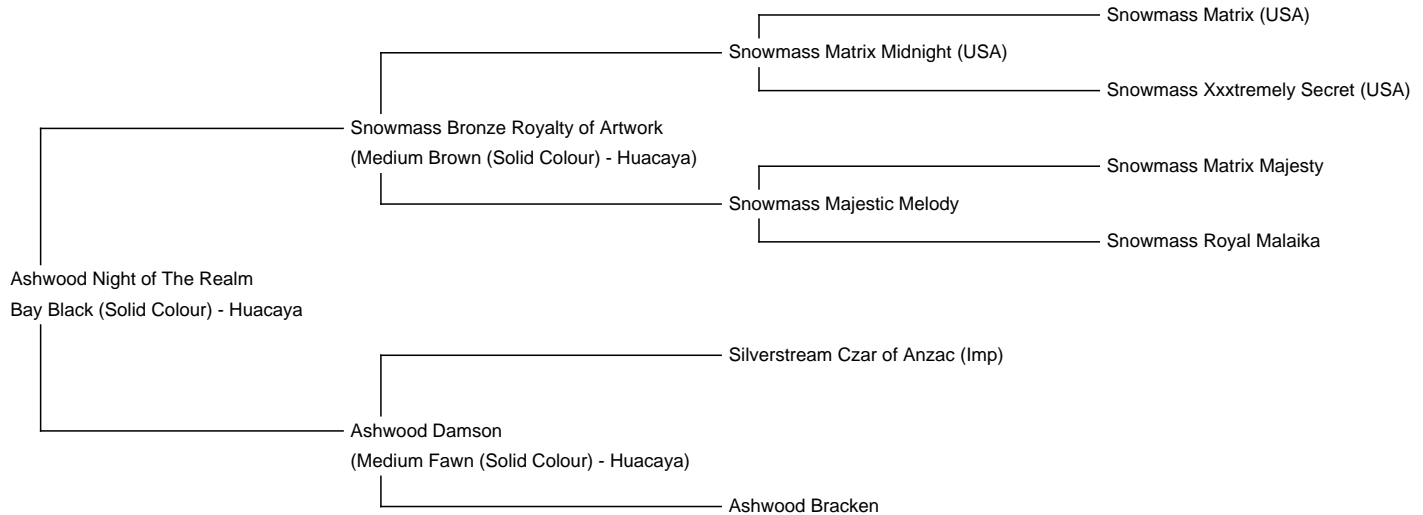 Snowmass Matrix (USA)
Snowmass Matrix Midnight (USA)
Snowmass Xxxtremely Secret (USA)
Snowmass Bronze Royalty of Artwork
(Medium Brown (Solid Colour) - Huacaya)
Snowmass Matrix Majesty
Snowmass Majestic Melody
Snowmass Royal Malaika
Ashwood Night of The Realm
Bay Black (Solid Colour) - Huacaya
Silverstream Czar of Anzac (Imp)
Ashwood Damson
(Medium Fawn (Solid Colour) - Huacaya)
Ashwood Bracken